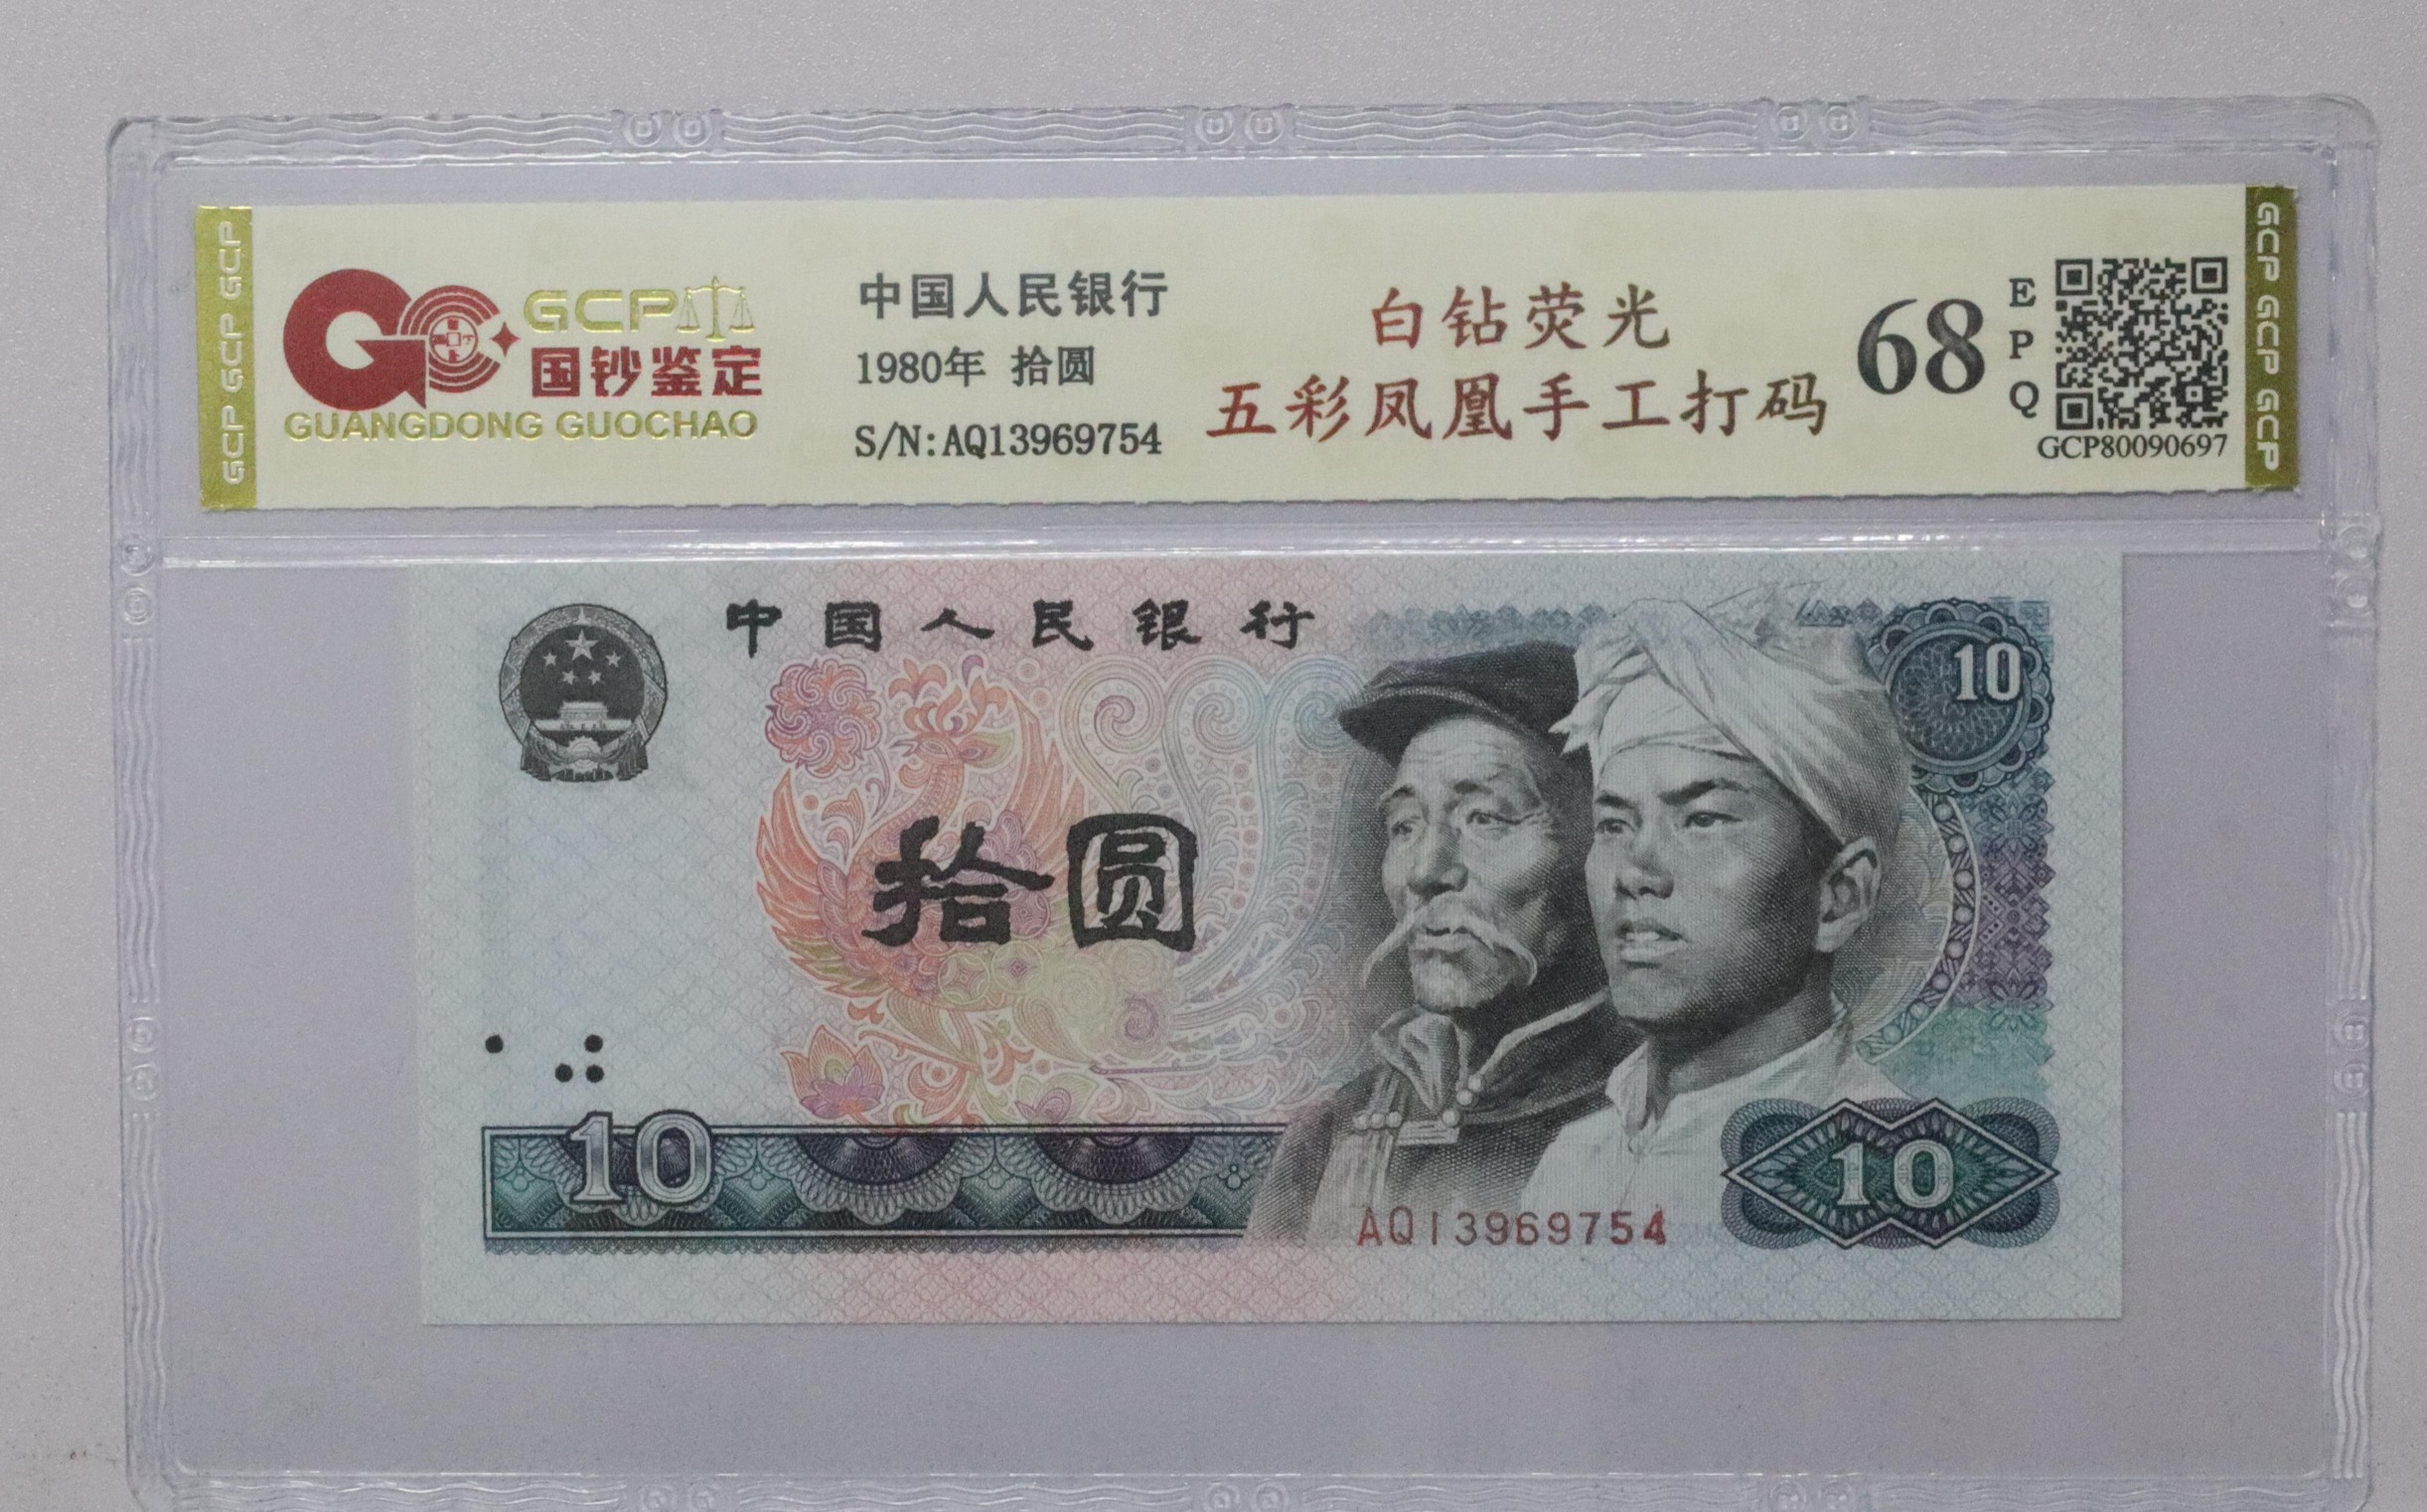 GCP GCP GCP
GCP
国钞鉴定
GUANGDONG GUOCHAO
中国人民银行
1980年 拾圆
S/N:AQ13969754
白钻荧光
五彩凤凰手工打码
68
EPQ
GCP80090697
GCP GCP GCP
中国人民银行
10
拾圆
10
AQ13969754
10